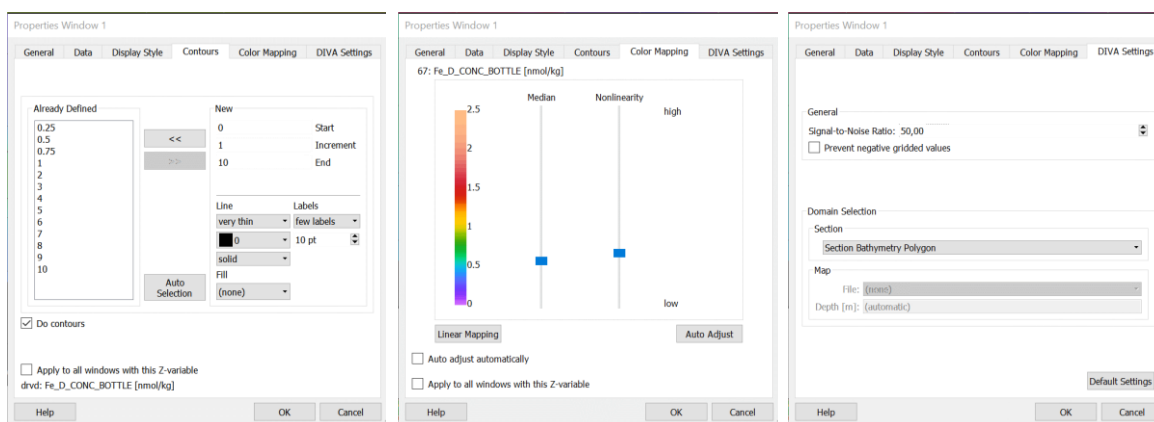 Properties Window 1
General Data Display Style Contours Color Mapping DIVA Settings
Already Defined
0.25
0.5
0.75
1
2
3
4
5
6
7
8
9
10
<<
>>
Auto
Selection
New
0 Start
1 Increment
10 End
Line Labels
very thin few labels
0 10 pt
solid
Fill
(none)
Do contours
Apply to all windows with this Z-variable
drvd: Fe_D_CONC_BOTTLE [nmol/kg]
Help OK Cancel
Properties Window 1
General Data Display Style Contours Color Mapping DIVA Settings
67: Fe_D_CONC_BOTTLE [nmol/kg]
Median Nonlinearity
high
2.5
2
1.5
1
0.5
0
low
Linear Mapping Auto Adjust
Auto adjust automatically
Apply to all windows with this Z-variable
Help OK Cancel
Properties Window 1
General Data Display Style Contours Color Mapping DIVA Settings
General
Signal-to-Noise Ratio: 50,00
Prevent negative gridded values
Domain Selection
Section
Section Bathymetry Polygon
Map
File: (none)
Depth [m]: (automatic)
Default Settings
Help OK Cancel